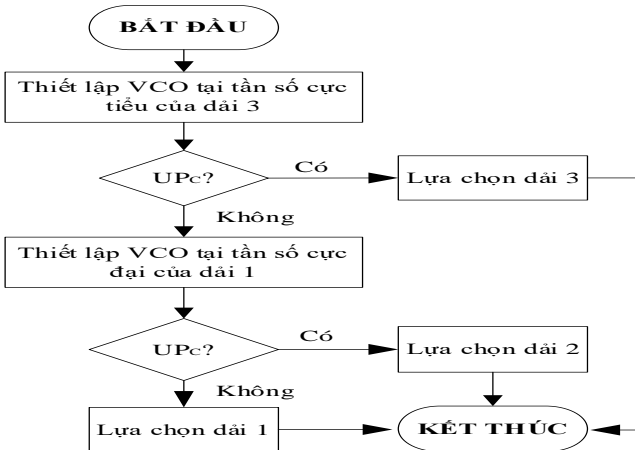 BẮT ĐẦU
Thiết lập VCO tại tần số cực
tiểu của dải 3
UPC?
Có
Lựa chọn dải 3
Không
Thiết lập VCO tại tần số cực
đại của dải 1
UPC?
Có
Lựa chọn dải 2
Không
Lựa chọn dải 1
KẾT THÚC